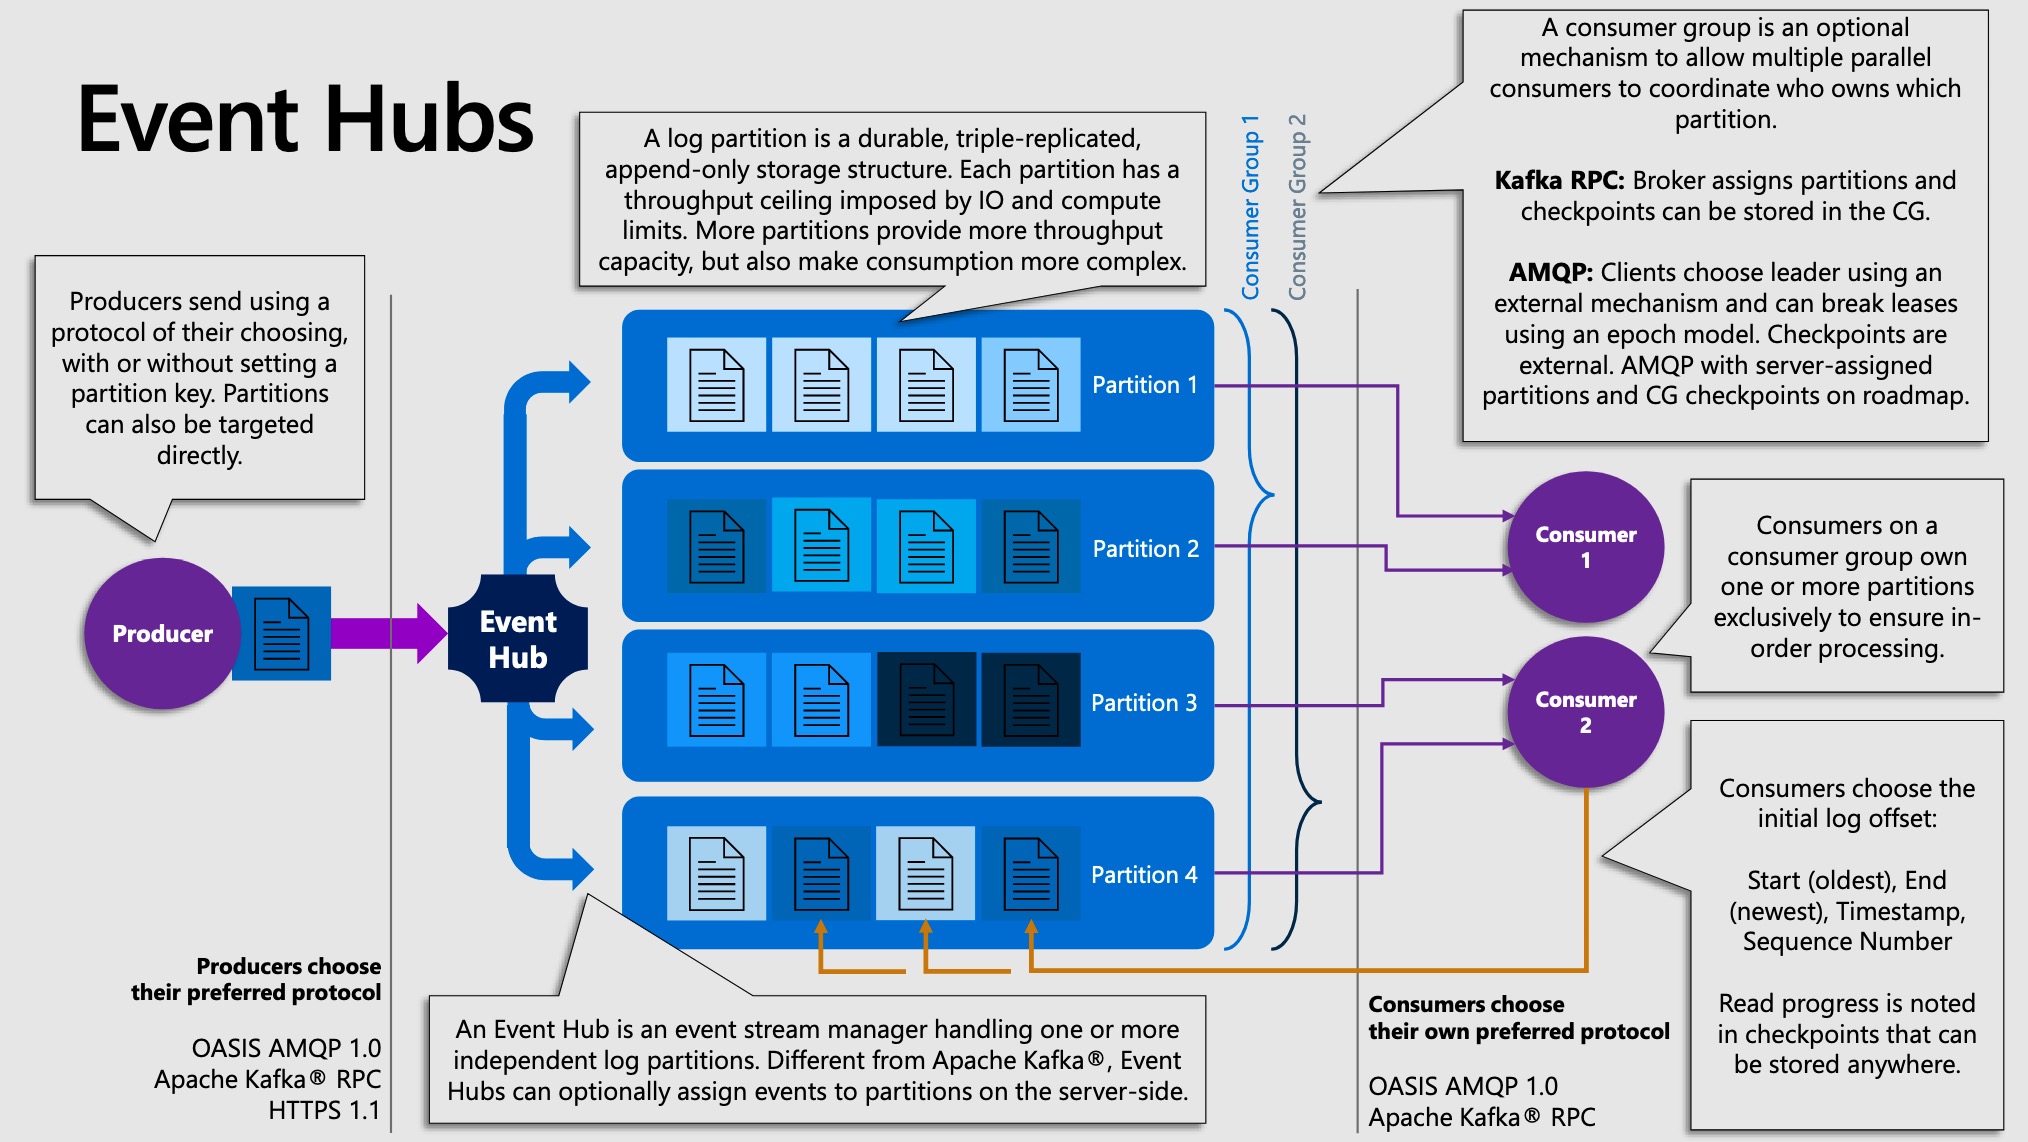 Event Hubs
A log partition is a durable, triple-replicated,
append-only storage structure. Each partition has a
throughput ceiling imposed by IO and compute
limits. More partitions provide more throughput
capacity, but also make consumption more complex.
Consumer Group 1
Consumer Group 2
A consumer group is an optional
mechanism to allow multiple parallel
consumers to coordinate who owns which
partition.
Kafka RPC: Broker assigns partitions and
checkpoints can be stored in the CG.
AMQP: Clients choose leader using an
external mechanism and can break leases
using an epoch model. Checkpoints are
external. AMQP with server-assigned
partitions and CG checkpoints on roadmap.
Producers send using a
protocol of their choosing,
with or without setting a
partition key. Partitions
can also be targeted
directly.
Producer
Event
Hub
Partition 1
Partition 2
Partition 3
Partition 4
Consumer
1
Consumer
2
Consumers on a
consumer group own
one or more partitions
exclusively to ensure in-
order processing.
Consumers choose the
initial log offset:
Start (oldest), End
(newest), Timestamp,
Sequence Number
Read progress is noted
in checkpoints that can
be stored anywhere.
Producers choose
their preferred protocol
OASIS AMQP 1.0
Apache Kafka® RPC
HTTPS 1.1
An Event Hub is an event stream manager handling one or more
independent log partitions. Different from Apache Kafka®, Event
Hubs can optionally assign events to partitions on the server-side.
Consumers choose
their own preferred protocol
OASIS AMQP 1.0
Apache Kafka® RPC